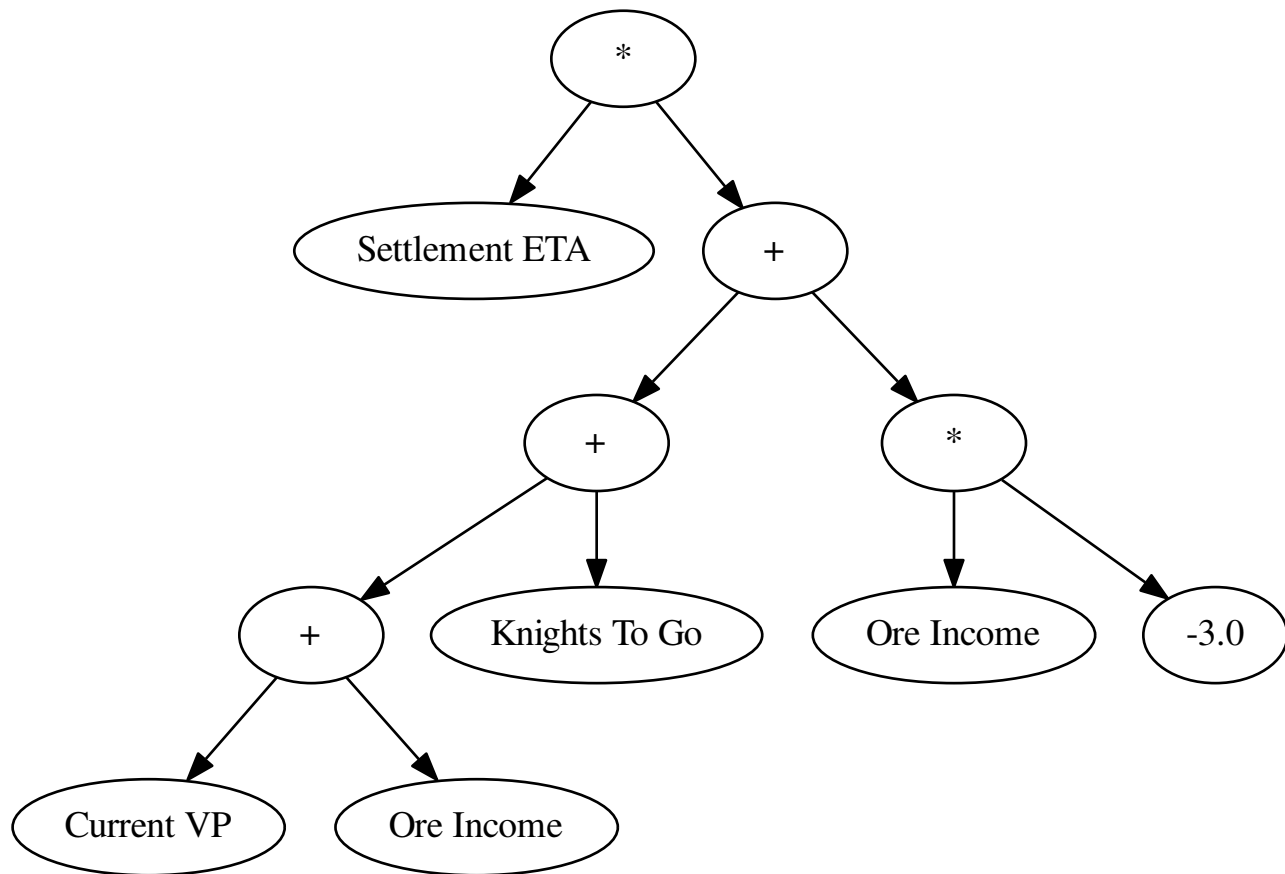 *
Settlement ETA
+
+
*
+
Knights To Go
Ore Income
-3.0
Current VP
Ore Income